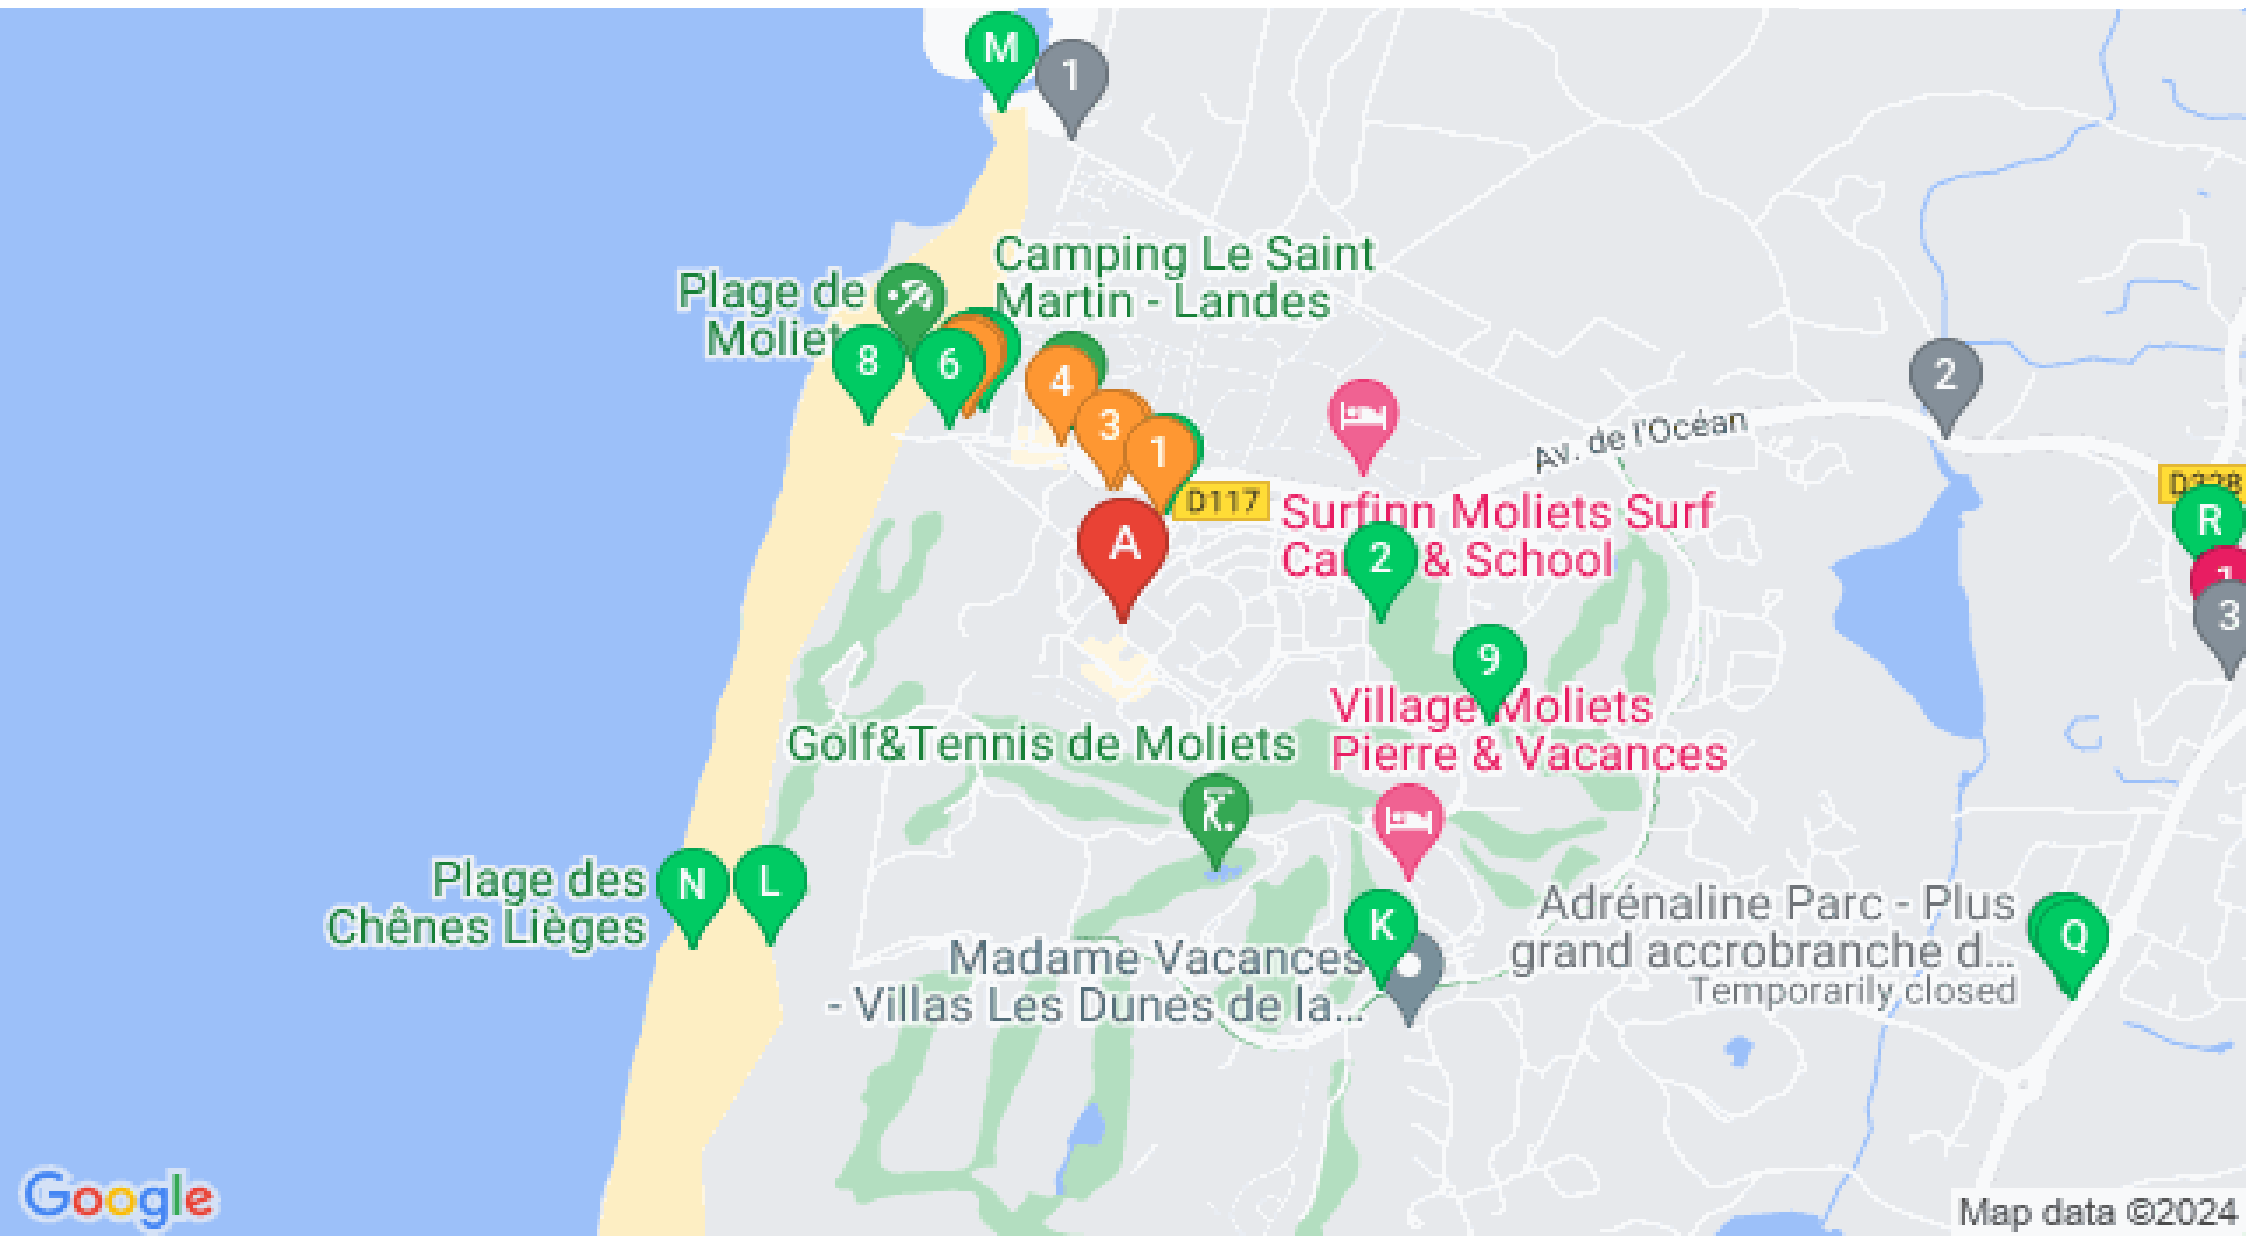 M
1
Camping Le Saint
Martin - Landes
Plage de
8
6
4
3
1
2
Av. de l'Océan
D117
R
Surfinn Moliets Surf
& School
A
2
3
9
Village Moliets
Pierre & Vacances
Golf&Tennis de Moliets
Plage des
Chênes Lièges
N
L
K
Adrénaline Parc - Plus
grand accrobranche d...
Temporarily closed
Q
Madame Vacances
- Villas Les Dunes de la...
Google
Map data ©2024